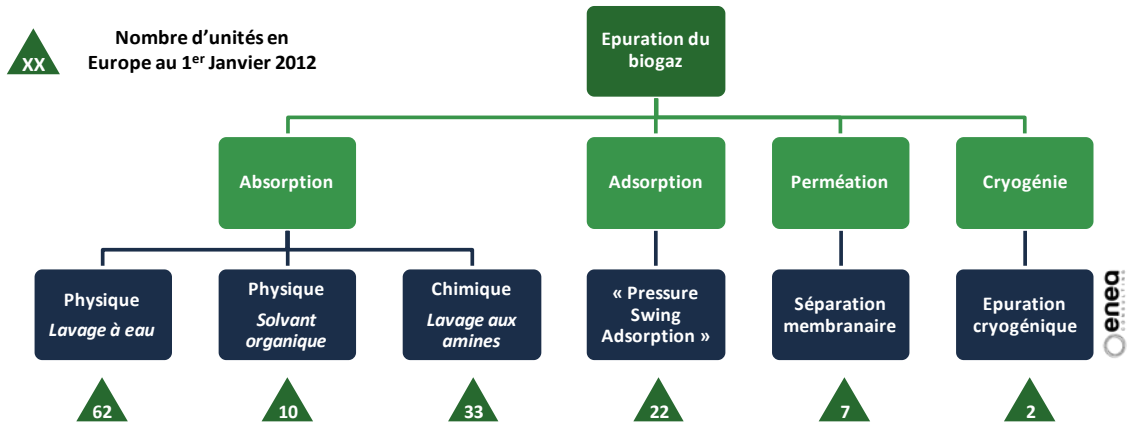 XX
Nombre d'unités en
Europe au 1er Janvier 2012
Epuration du
biogaz
Absorption
Adsorption
Perméation
Cryogénie
Physique
Lavage à eau
Physique
Solvant
organique
Chimique
Lavage aux
amines
« Pressure
Swing
Adsorption »
Séparation
membranaire
Epuration
cryogénique
enea
CONSULTING
62
10
33
22
7
2